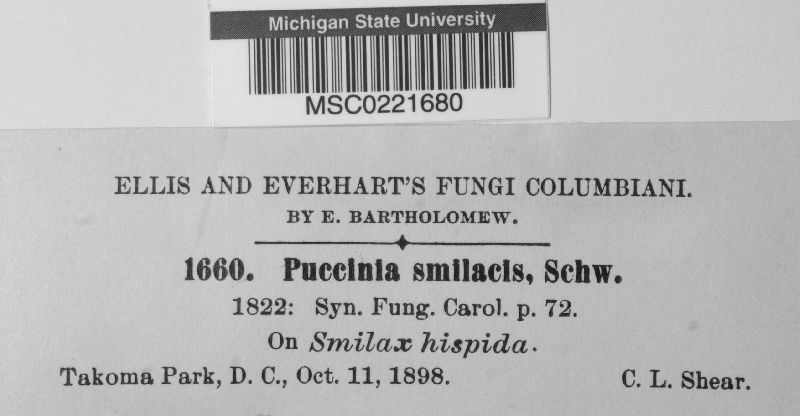 Michigan State University
MSC0221680
ELLIS AND EVERHART'S FUNGI COLUMBIANI.
BY E. BARTHOLOMEW.
1660. Puccinia smilacis, Schw.
1822: Syn. Fung. Carol. p. 72.
On Smilax hispida.
Takoma Park, D. C., Oct. 11, 1898. C. L. Shear.